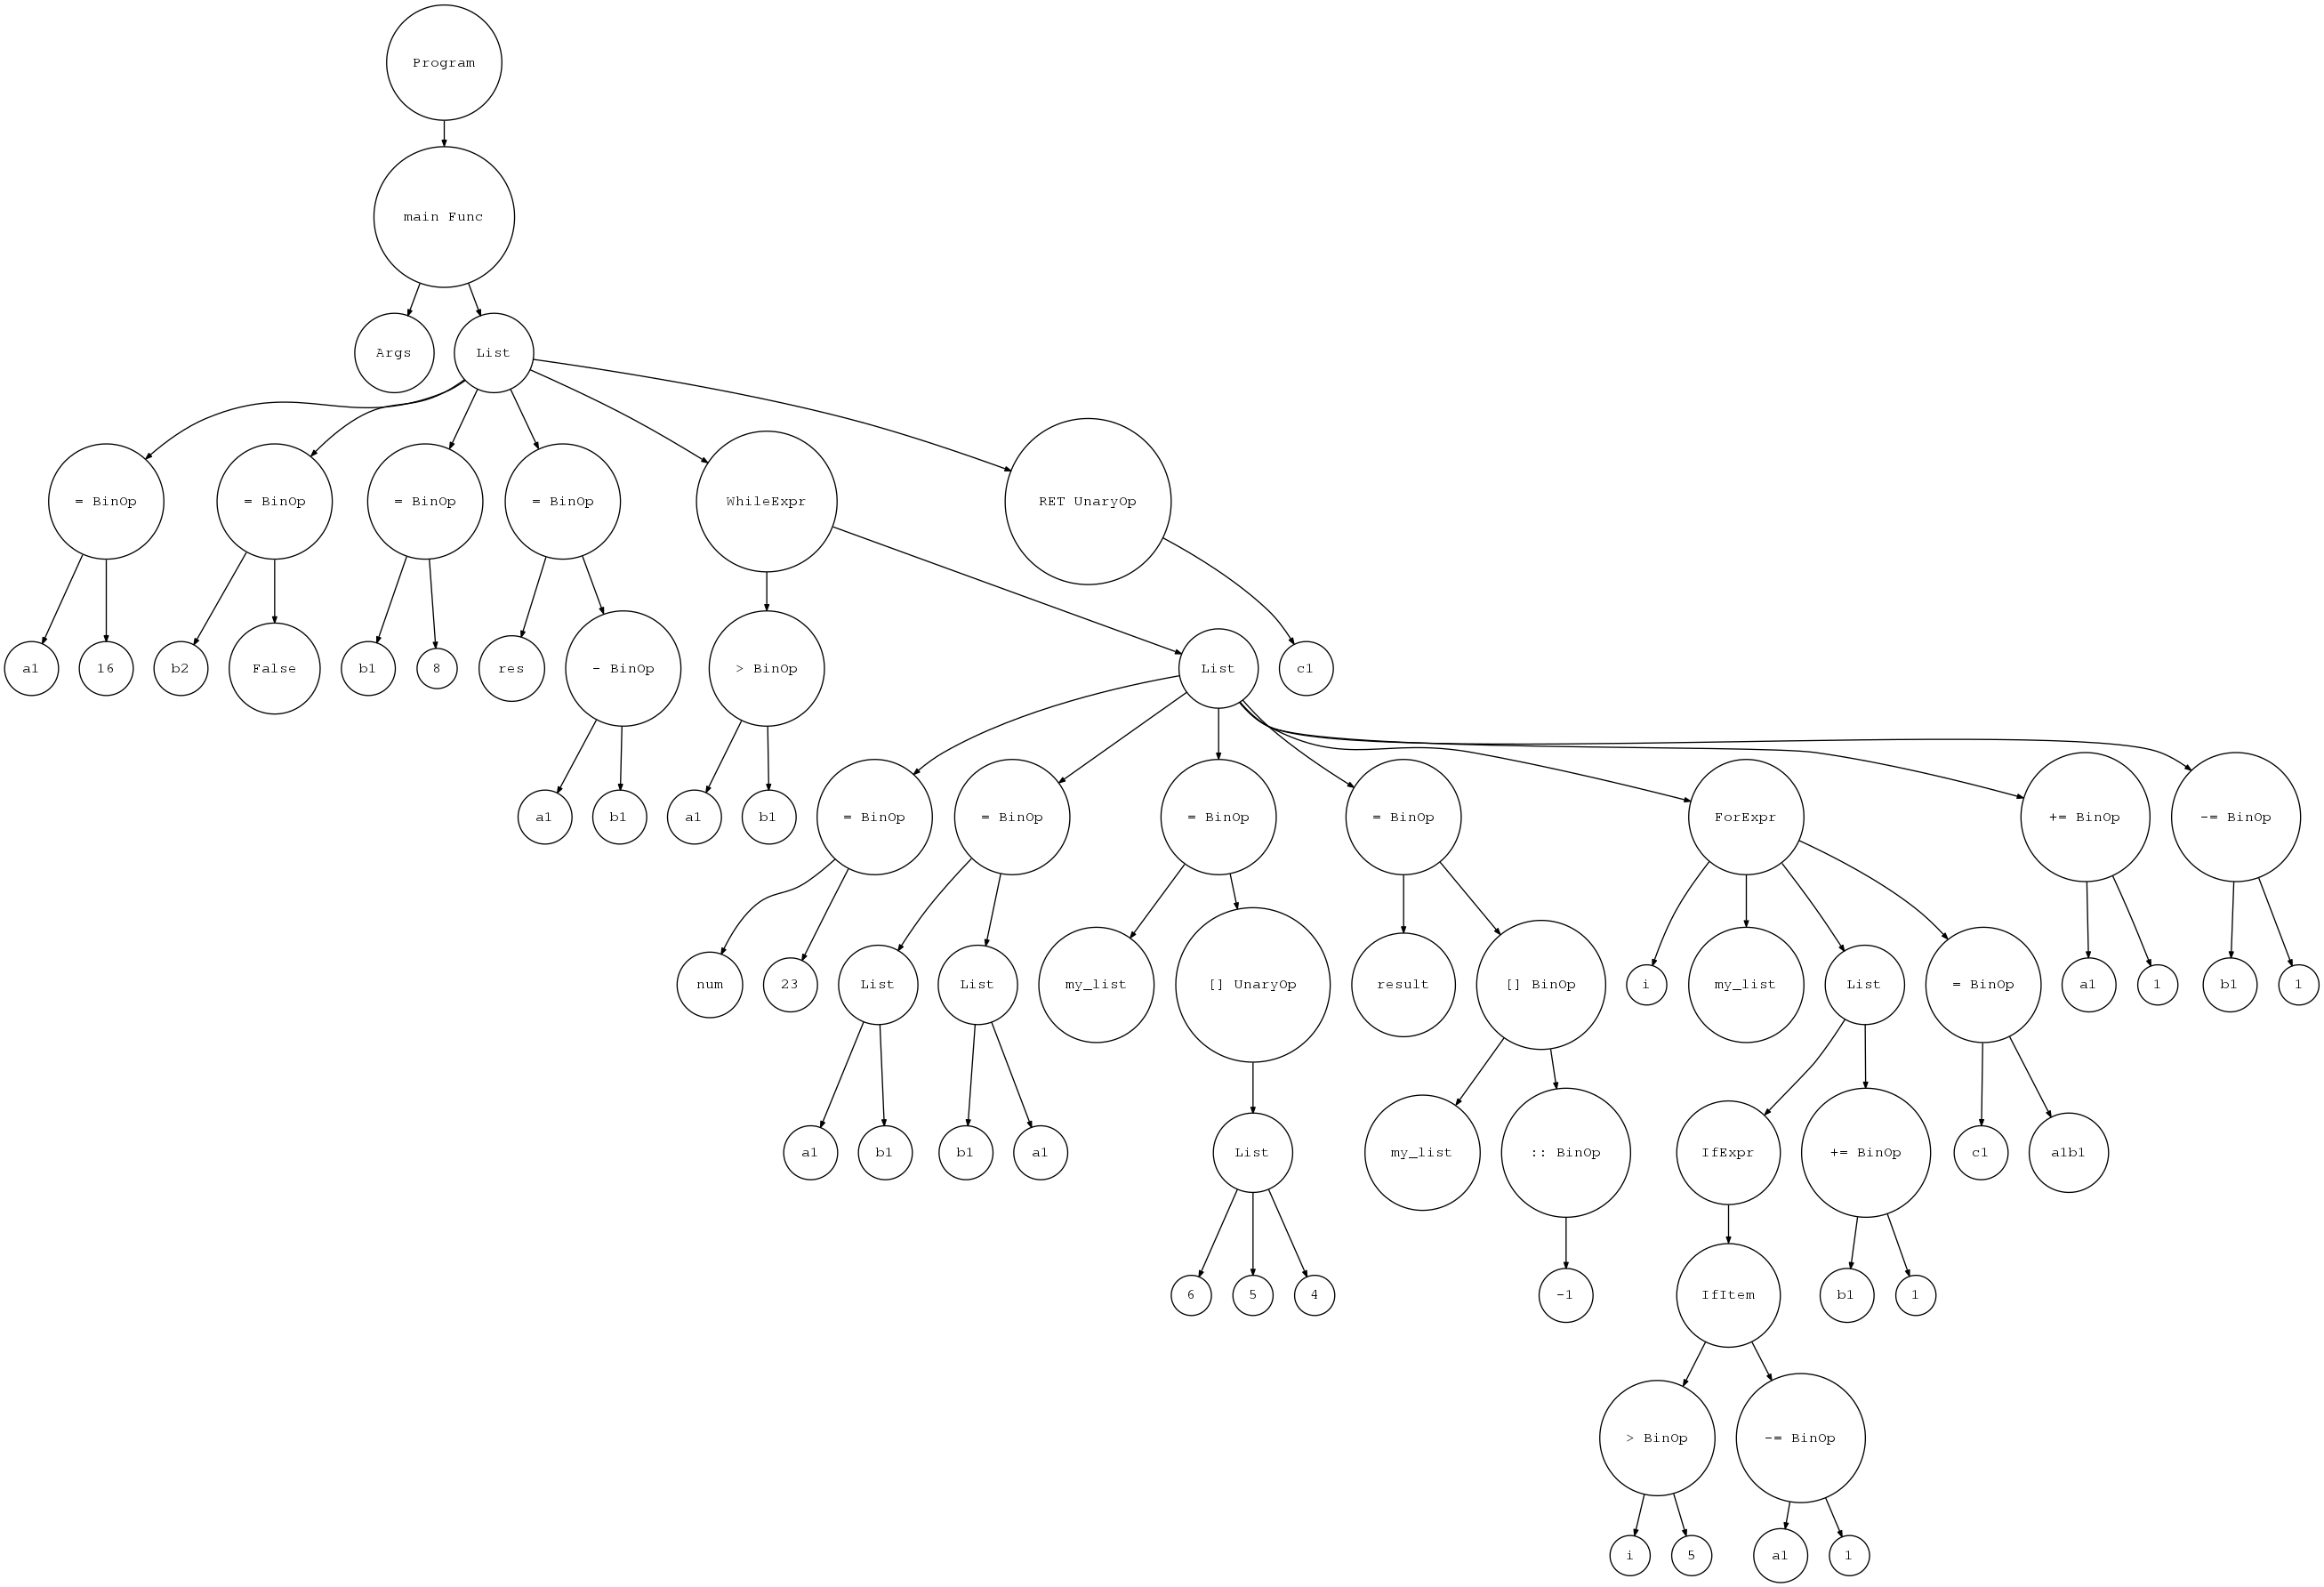 Program
main Func
Args
List
= BinOp
= BinOp
= BinOp
= BinOp
WhileExpr
RET UnaryOp
a1
16
b2
False
b1
8
res
- BinOp
> BinOp
List
c1
a1
b1
a1
b1
= BinOp
= BinOp
= BinOp
= BinOp
ForExpr
+= BinOp
-= BinOp
num
23
List
List
my_list
[] UnaryOp
result
[] BinOp
i
my_list
List
= BinOp
a1
1
b1
1
a1
b1
b1
a1
List
my_list
:: BinOp
IfExpr
+= BinOp
c1
a1b1
6
5
4
-1
IfItem
b1
1
> BinOp
-= BinOp
i
5
a1
1